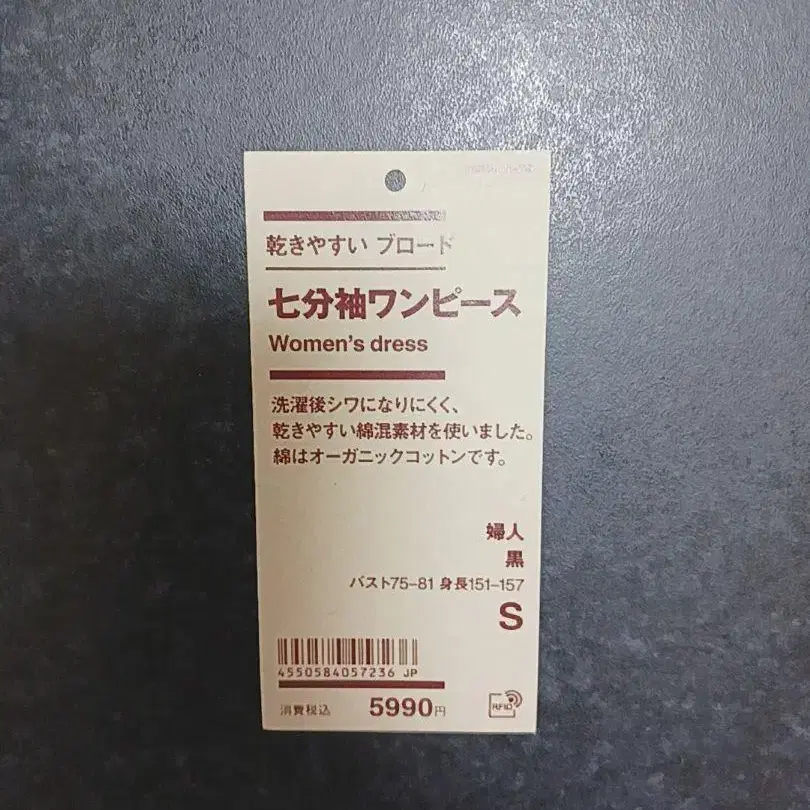 乾きやすい ブロード
七分袖ワンピース
Women's dress
洗濯後シワになりにくく、
乾きやすい綿混素材を使いました。
綿はオーガニックコットンです。
婦人
黒
バスト75-81 身長151-157
S
4550584057236 JP
消費税込 5990円
RFID